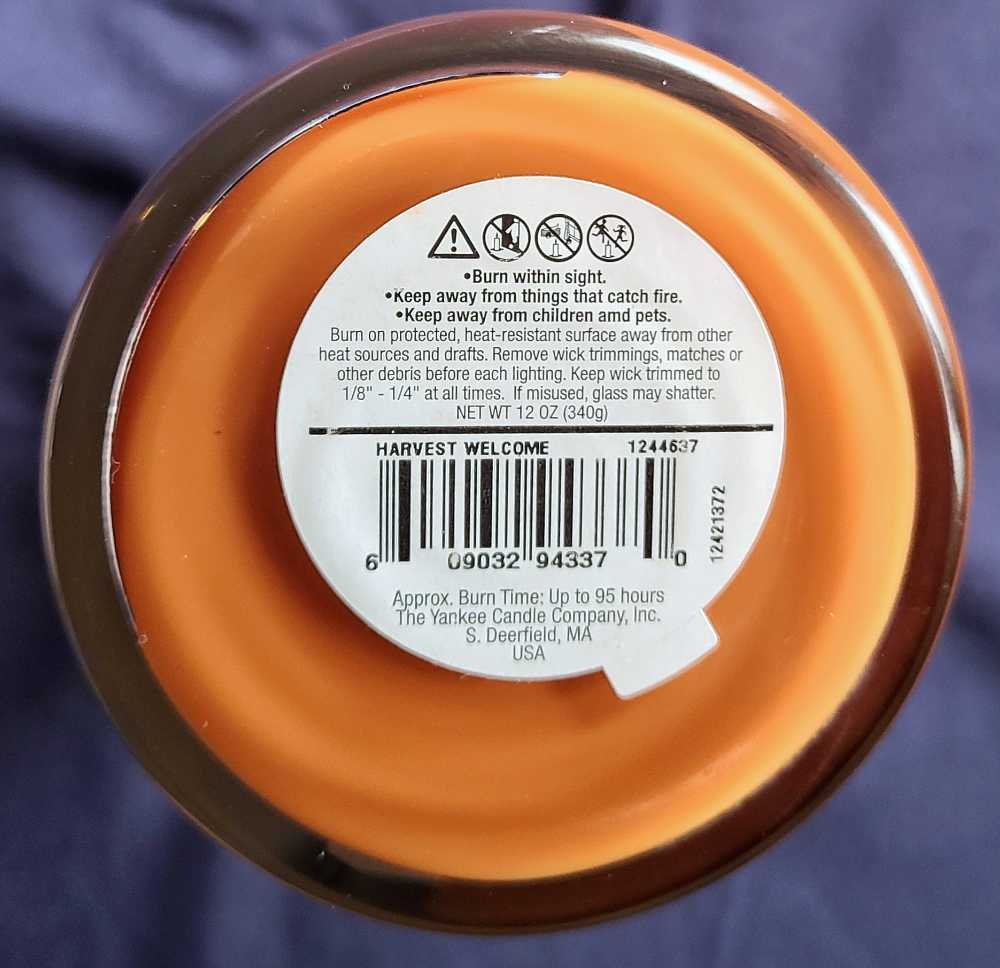 •Burn within sight.
•Keep away from things that catch fire.
•Keep away from children amd pets.
Burn on protected, heat-resistant surface away from other
heat sources and drafts. Remove wick trimmings, matches or
other debris before each lighting. Keep wick trimmed to
1/8" - 1/4" at all times. If misused, glass may shatter.
NET WT 12 OZ (340g)
HARVEST WELCOME 1244637
6 09032 94337 0
12421372
Approx. Burn Time: Up to 95 hours
The Yankee Candle Company, Inc.
S. Deerfield, MA
USA